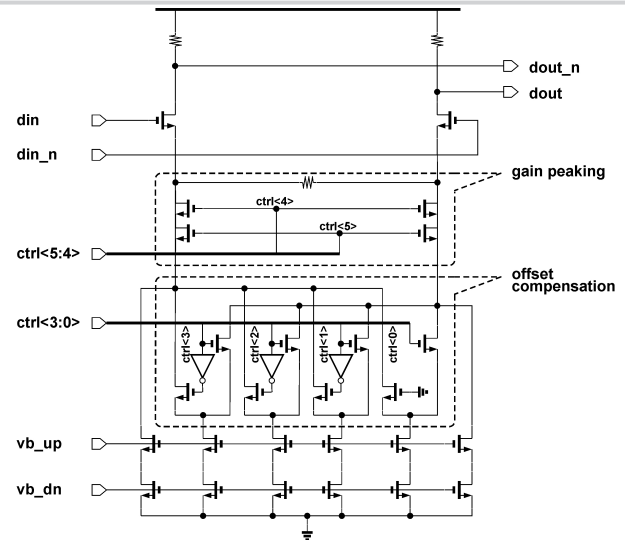 dout_n
dout
din
din_n
gain peaking
ctrl<4>
ctrl<5>
ctrl<5:4>
offset
compensation
ctrl<3:0>
ctrl<3>
ctrl<2>
ctrl<1>
ctrl<0>
vb_up
vb_dn